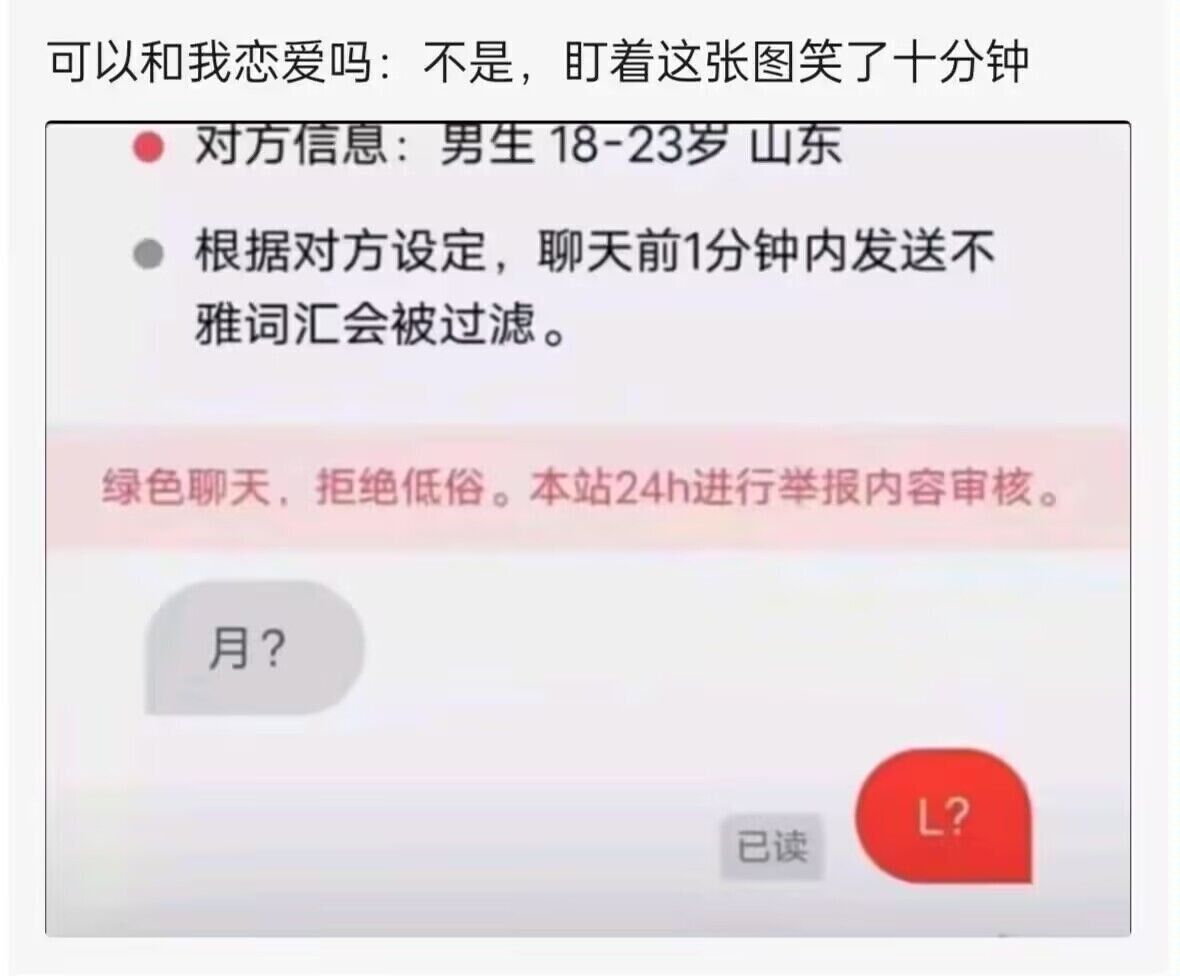 可以和我恋爱吗：不是，盯着这张图笑了十分钟
对方信息：男生 18-23岁 山东
根据对方设定，聊天前1分钟内发送不
雅词汇会被过滤。
绿色聊天，拒绝低俗。本站24h进行举报内容审核。
月？
L?
已读